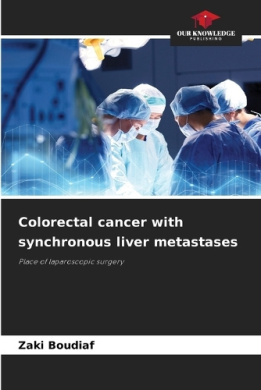 OUR KNOWLEDGE
PUBLISHING
Colorectal cancer with
synchronous liver metastases
Place of laparoscopic surgery
Zaki Boudiaf